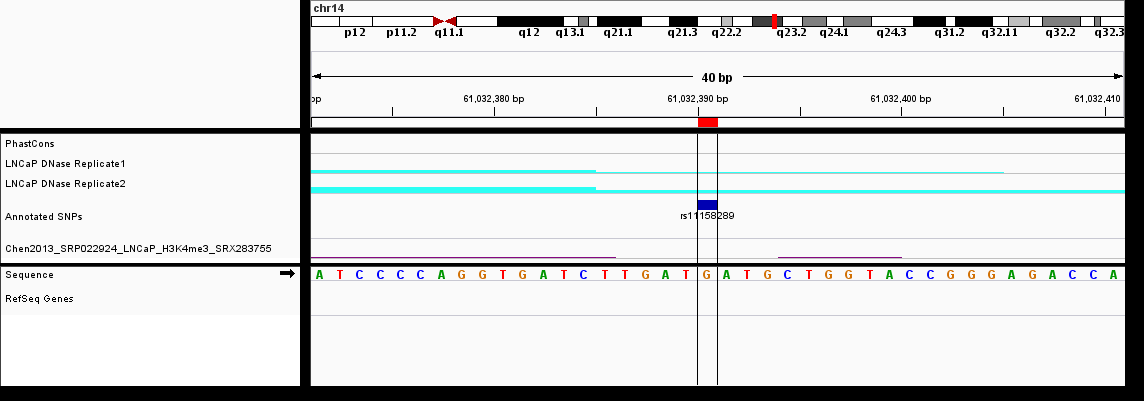 chr14
p12 p11.2 q11.1 q12 q13.1 q21.1 q21.3 q22.2 q23.2 q24.1 q24.3 q31.2 q32.11 q32.2 q32.3
40 bp
bp 61,032,380 bp 61,032,390 bp 61,032,400 bp 61,032,410
PhastCons
LNCaP DNase Replicate1
LNCaP DNase Replicate2
Annotated SNPs
rs11158289
Chen2013_SRP022924_LNCaP_H3K4me3_SRX283755
Sequence A T C C C C A G G T G A T C T T G A T G A T G C T G G T A C C G G G A G A C C A
RefSeq Genes